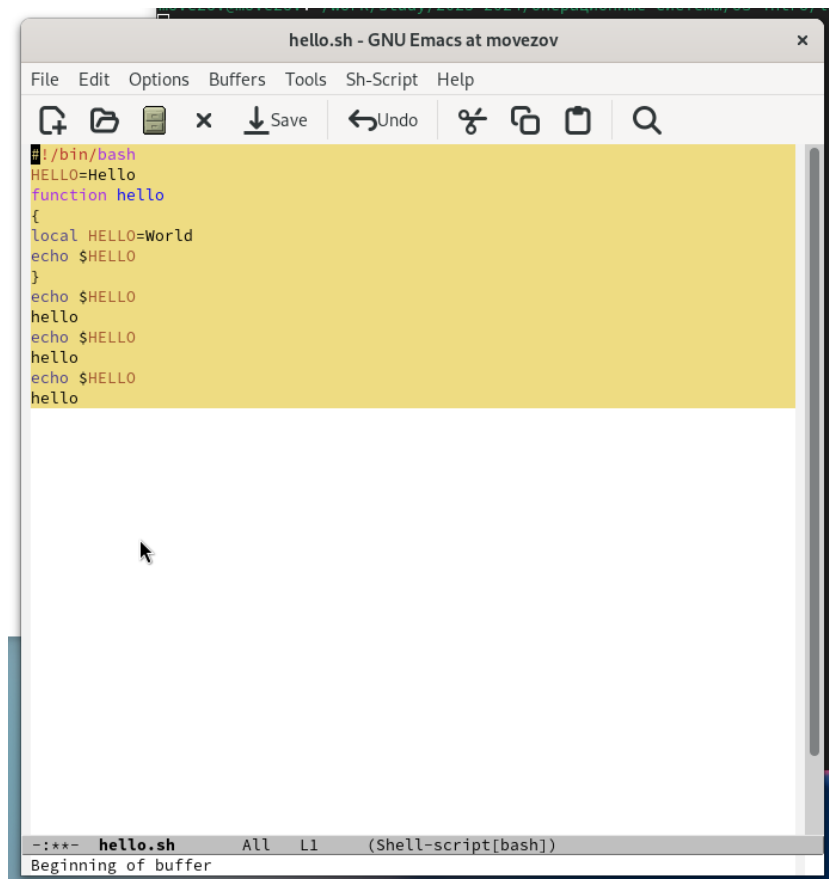 hello.sh - GNU Emacs at movezov
File Edit Options Buffers Tools Sh-Script Help
Save Undo
#!/bin/bash
HELLO=Hello
function hello
{
local HELLO=World
echo $HELLO
}
echo $HELLO
hello
echo $HELLO
hello
echo $HELLO
hello
-:**- hello.sh All L1 (Shell-script[bash])
Beginning of buffer